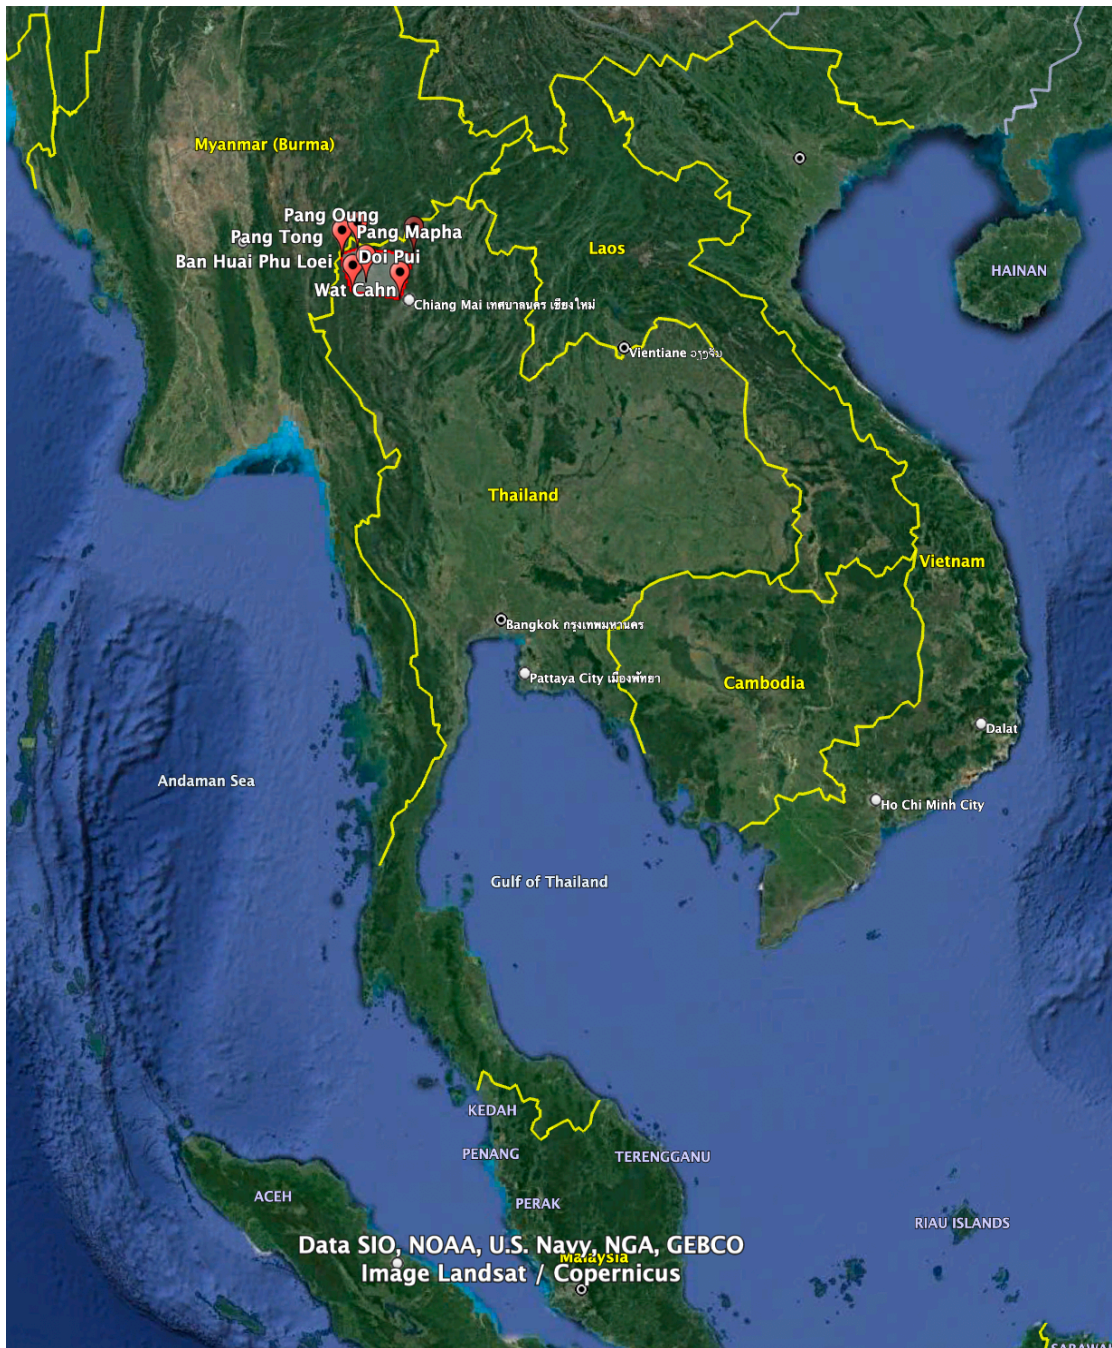 Myanmar (Burma)
Pang Oung
Pang Tong
Pang Mapha
Ban Huai Phu Loei
Doi Pui
Wat Cahn
Chiang Mai เทศบาลนคร เชียงใหม่
Laos
HAINAN
Vientiane ວຽງຈັນ
Thailand
Vietnam
Bangkok กรุงเทพมหานคร
Pattaya City เมืองพัทยา
Cambodia
Dalat
Andaman Sea
Ho Chi Minh City
Gulf of Thailand
KEDAH
PENANG
TERENGGANU
ACEH
PERAK
RIAU ISLANDS
Data SIO, NOAA, U.S. Navy, NGA, GEBCO
Malaysia
Image Landsat / Copernicus